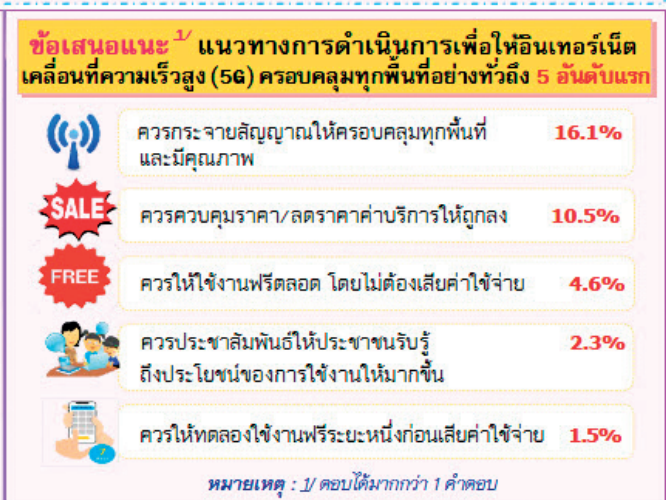 ข้อเสนอแนะ 1/ แนวทางการดำเนินการเพื่อให้อินเทอร์เน็ต
เคลื่อนที่ความเร็วสูง (5G) ครอบคลุมทุกพื้นที่อย่างทั่วถึง 5 อันดับแรก
ควรกระจายสัญญาณให้ครอบคลุมทุกพื้นที่ 16.1%
และมีคุณภาพ
SALE
ควรควบคุมราคา/ลดราคาค่าบริการให้ถูกลง 10.5%
FREE
ควรให้ใช้งานฟรีตลอด โดยไม่ต้องเสียค่าใช้จ่าย 4.6%
ควรประชาสัมพันธ์ให้ประชาชนรับรู้ 2.3%
ถึงประโยชน์ของการใช้งานให้มากขึ้น
ควรให้ทดลองใช้งานฟรีระยะหนึ่งก่อนเสียค่าใช้จ่าย 1.5%
หมายเหตุ : 1/ ตอบได้มากกว่า 1 คำตอบ